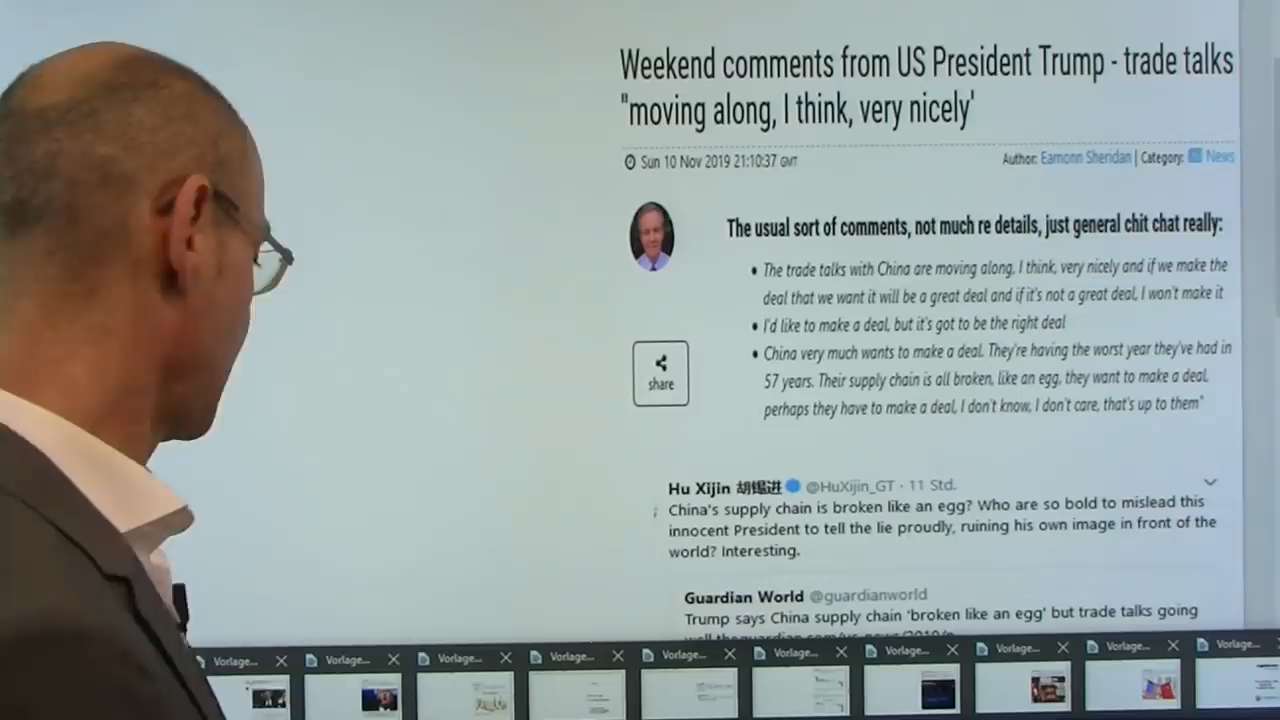 Weekend comments from US President Trump - trade talks
"moving along, I think, very nicely'
Sun 10 Nov 2019 21:10:37 GMT
Author: Eamonn Sheridan | Category: News
The usual sort of comments, not much re details, just general chit chat really:
• The trade talks with China are moving along, I think, very nicely and if we make the
deal that we want it will be a great deal and if it's not a great deal, I won't make it
• I'd like to make a deal, but it's got to be the right deal
• China very much wants to make a deal. They're having the worst year they've had in
57 years. Their supply chain is all broken, like an egg, they want to make a deal,
perhaps they have to make a deal, I don't know, I don't care, that's up to them"
share
Hu Xijin 胡锡进 @HuXijin_GT · 11 Std.
China's supply chain is broken like an egg? Who are so bold to mislead this
innocent President to tell the lie proudly, ruining his own image in front of the
world? Interesting.
Guardian World @guardianworld
Trump says China supply chain 'broken like an egg' but trade talks going
Vorlage... Vorlage... Vorlage... Vorlage... Vorlage... Vorlage... Vorlage... Vorlage... Vorlage... Vorlage...